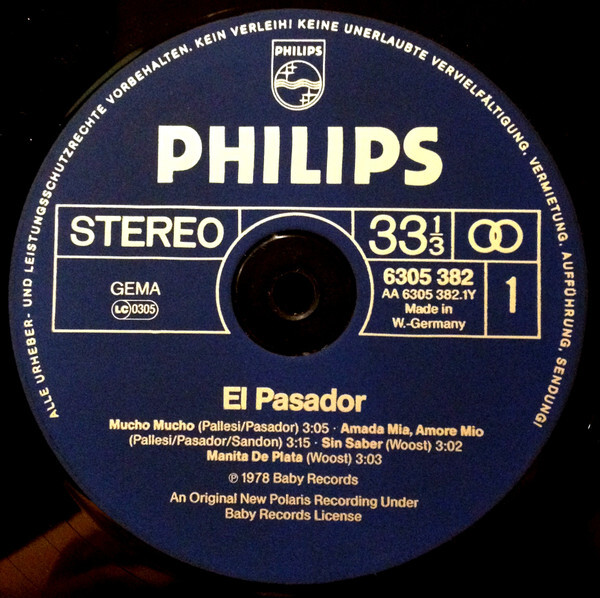 ALLE URHEBER- UND LEISTUNGSSCHUTZRECHTE VORBEHALTEN. KEIN VERLEIH! KEINE UNERLAUBTE VERVIELFÄLTIGUNG, VERMIETUNG, AUFFÜHRUNG, SENDUNG!
PHILIPS
PHILIPS
STEREO
33 1/3
GEMA
LC 0305
6305 382
AA 6305 382.1Y
Made in
W.-Germany
1
El Pasador
Mucho Mucho (Pallesi/Pasador) 3:05 · Amada Mia, Amore Mio
(Pallesi/Pasador/Sandon) 3:15 · Sin Saber (Woost) 3:02
Manita De Plata (Woost) 3:03
℗ 1978 Baby Records
An Original New Polaris Recording Under
Baby Records License